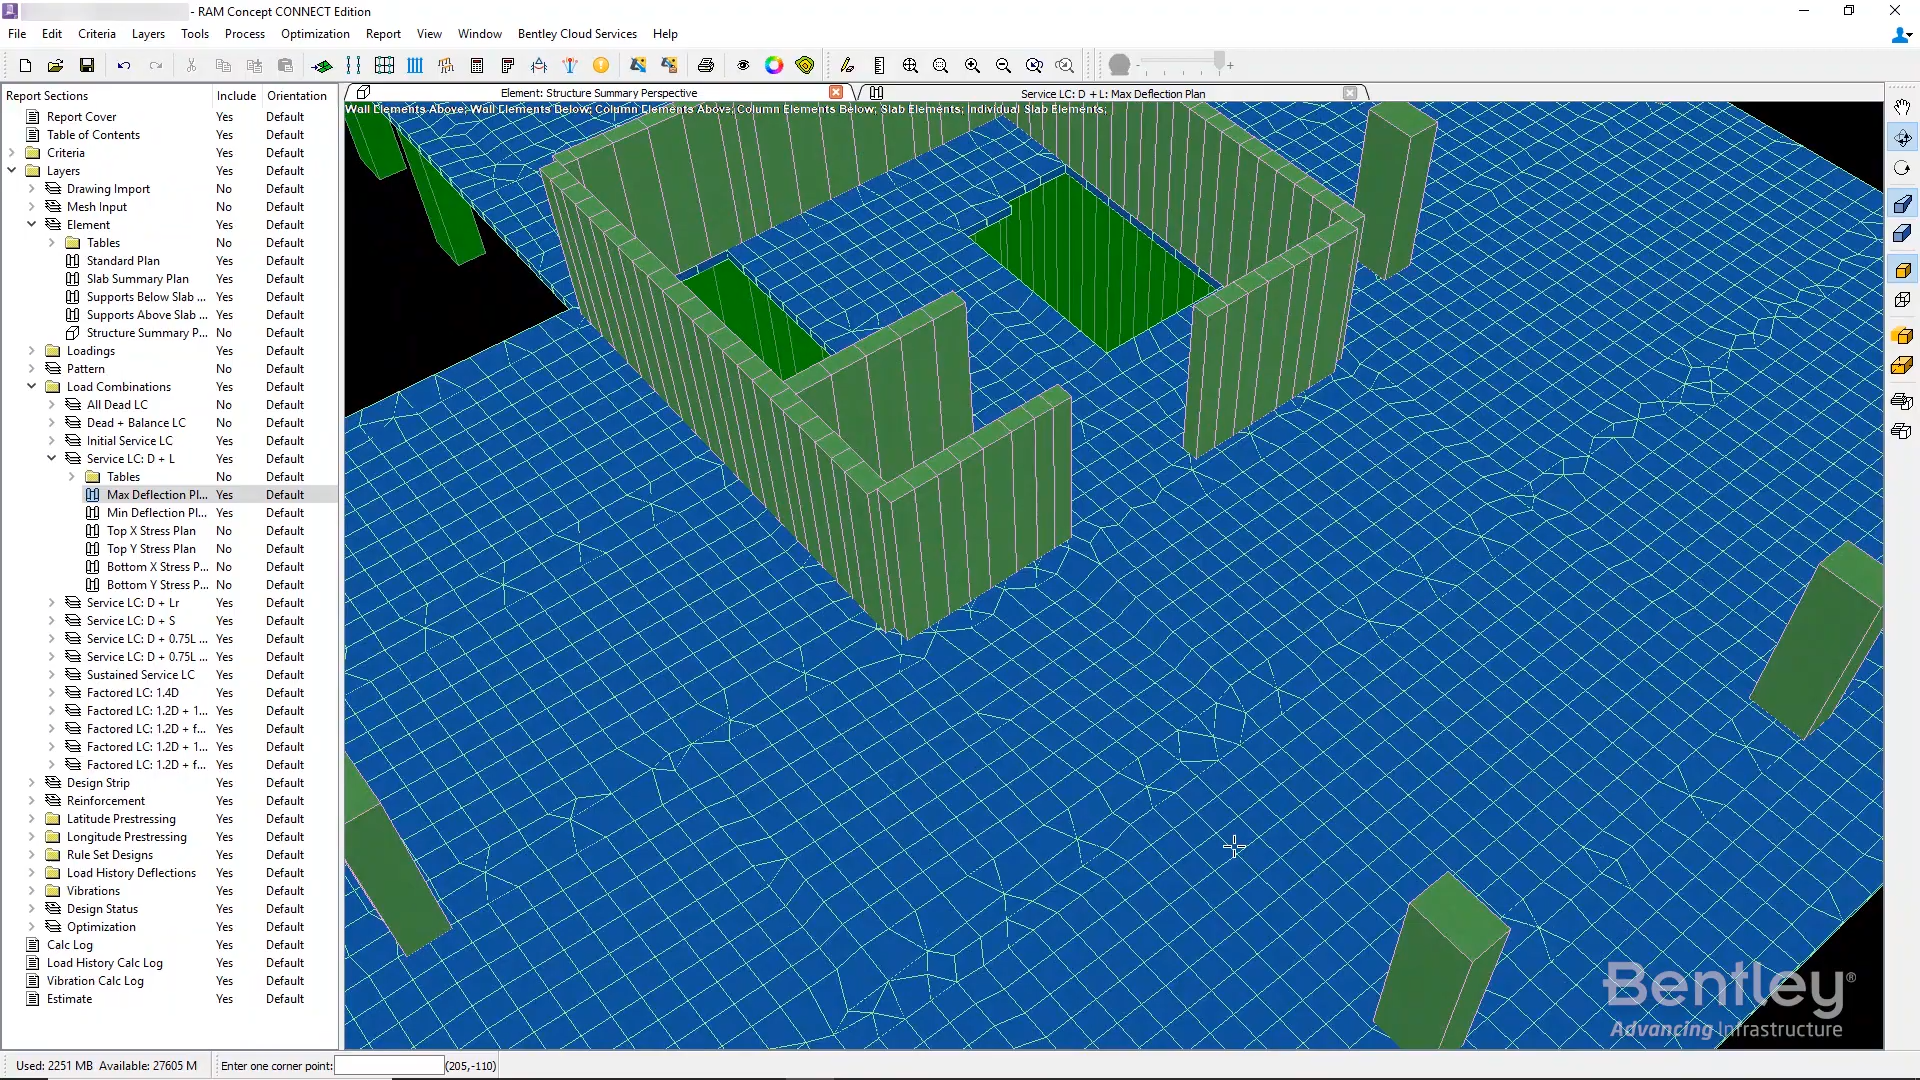 - RAM Concept CONNECT Edition
File Edit Criteria Layers Tools Process Optimization Report View Window Bentley Cloud Services Help
Report Sections Include Orientation
Element: Structure Summary Perspective
Service LC: D + L: Max Deflection Plan
Wall Elements Above; Wall Elements Below; Column Elements Above; Column Elements Below; Slab Elements; Individual Slab Elements;
Report Cover Yes Default
Table of Contents Yes Default
Criteria Yes Default
Layers Yes Default
Drawing Import No Default
Mesh Input No Default
Element Yes Default
Tables No Default
Standard Plan Yes Default
Slab Summary Plan Yes Default
Supports Below Slab ... Yes Default
Supports Above Slab ... Yes Default
Structure Summary P... No Default
Loadings Yes Default
Pattern No Default
Load Combinations Yes Default
All Dead LC No Default
Dead + Balance LC No Default
Initial Service LC Yes Default
Service LC: D + L Yes Default
Tables No Default
Max Deflection Pl... Yes Default
Min Deflection Pl... Yes Default
Top X Stress Plan No Default
Top Y Stress Plan No Default
Bottom X Stress P... No Default
Bottom Y Stress P... No Default
Service LC: D + Lr Yes Default
Service LC: D + S Yes Default
Service LC: D + 0.75L ... Yes Default
Service LC: D + 0.75L ... Yes Default
Sustained Service LC Yes Default
Factored LC: 1.4D Yes Default
Factored LC: 1.2D + 1... Yes Default
Factored LC: 1.2D + f... Yes Default
Factored LC: 1.2D + 1... Yes Default
Factored LC: 1.2D + f... Yes Default
Design Strip Yes Default
Reinforcement Yes Default
Latitude Prestressing Yes Default
Longitude Prestressing Yes Default
Rule Set Designs Yes Default
Load History Deflections Yes Default
Vibrations Yes Default
Design Status Yes Default
Optimization Yes Default
Calc Log Yes Default
Load History Calc Log Yes Default
Vibration Calc Log Yes Default
Estimate Yes Default
Bentley®
Advancing Infrastructure
Used: 2251 MB Available: 27605 M Enter one corner point: (205,-110)